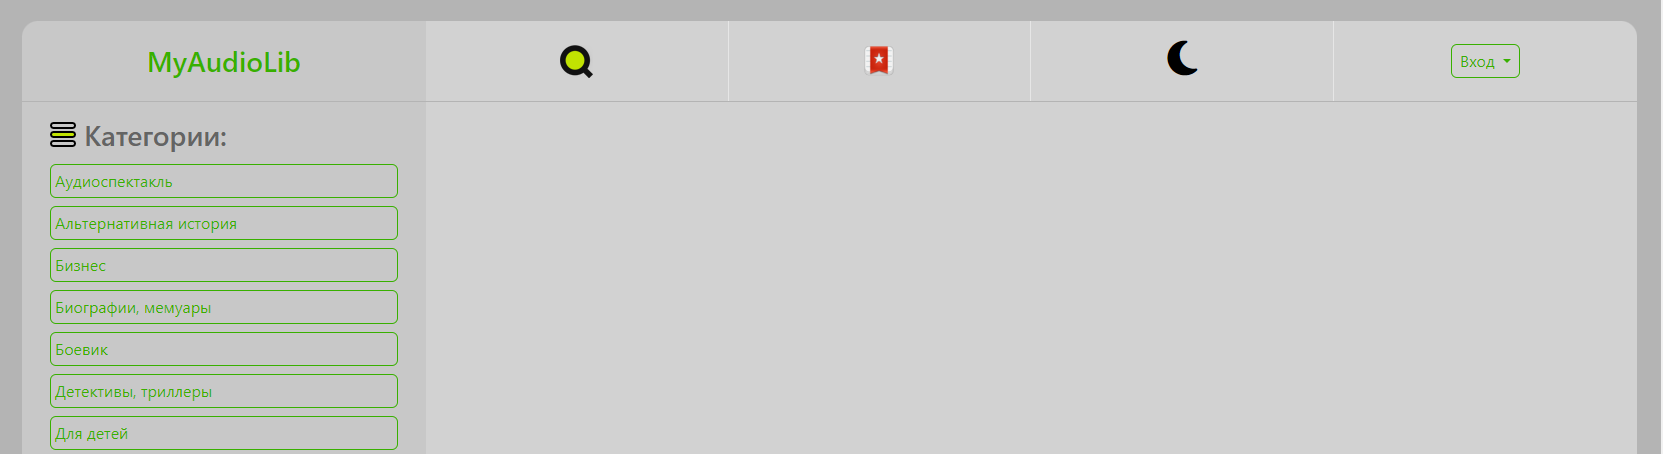 MyAudioLib
Вход
Категории:
Аудиоспектакль
Альтернативная история
Бизнес
Биографии, мемуары
Боевик
Детективы, триллеры
Для детей